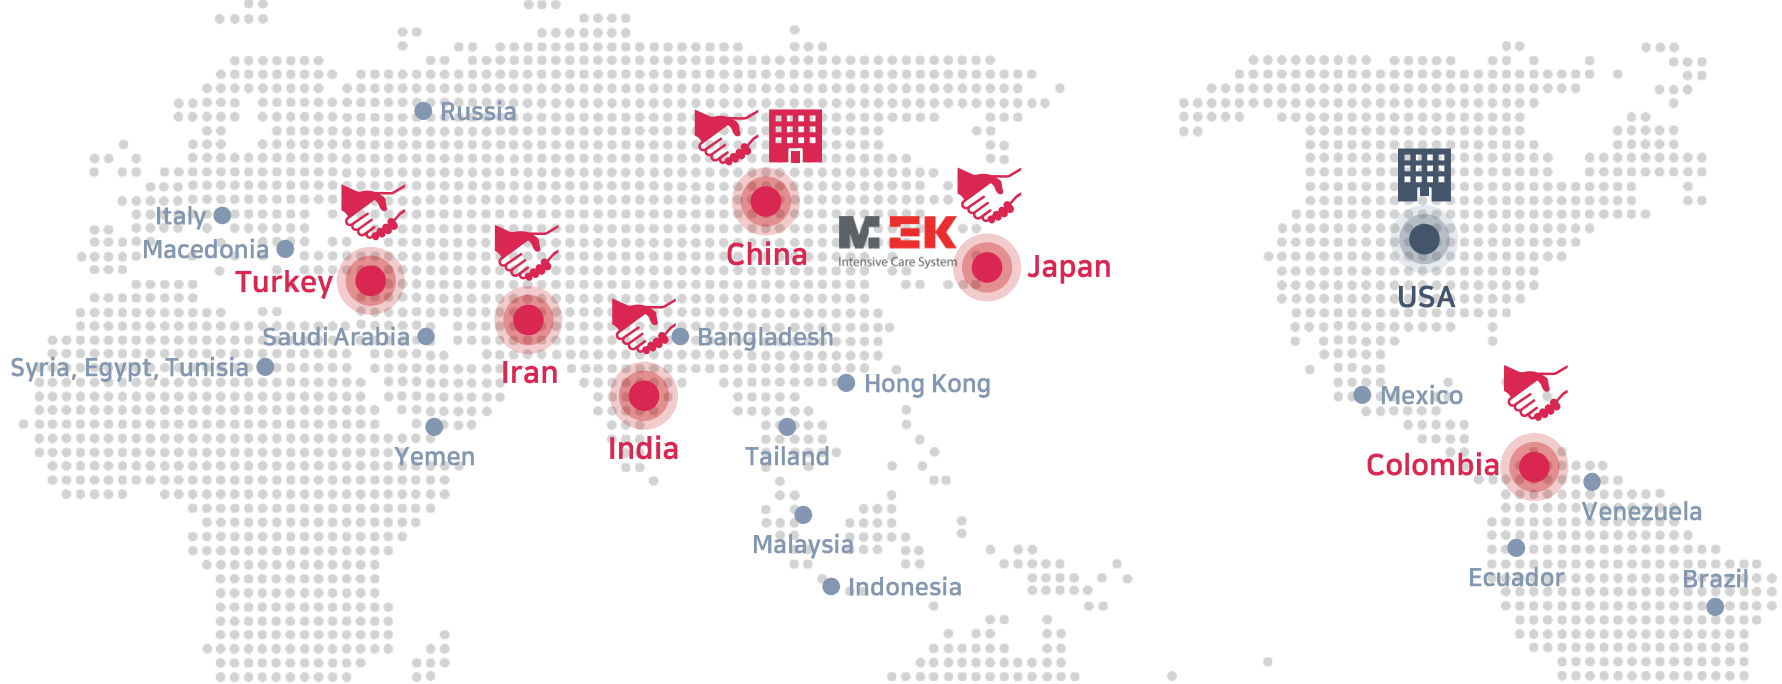 Russia
Italy
Macedonia
Turkey
China
MEK
Intensive Care System
Japan
USA
Saudi Arabia
Bangladesh
Syria, Egypt, Tunisia
Iran
Hong Kong
Mexico
Yemen
India
Tailand
Colombia
Venezuela
Malaysia
Indonesia
Ecuador
Brazil